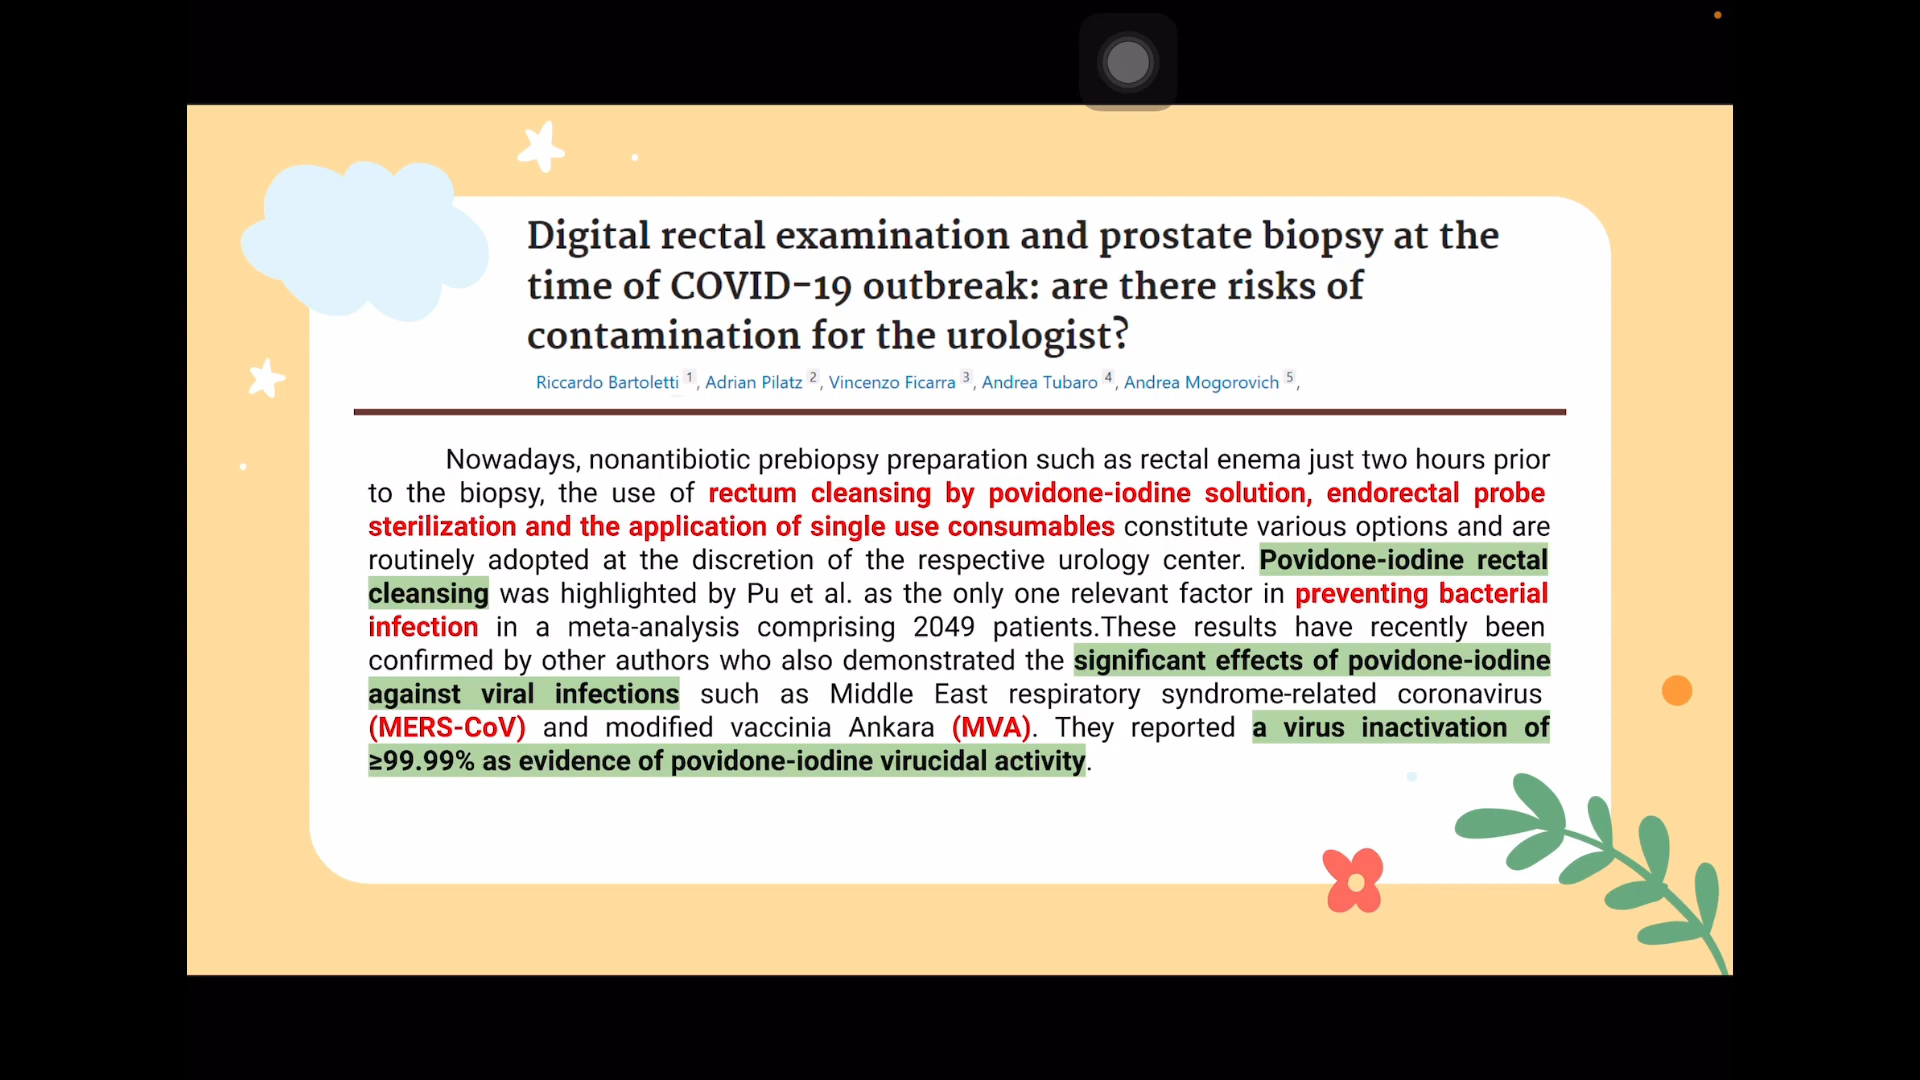 Digital rectal examination and prostate biopsy at the
time of COVID-19 outbreak: are there risks of
contamination for the urologist?
Riccardo Bartoletti 1, Adrian Pilatz 2, Vincenzo Ficarra 3, Andrea Tubaro 4, Andrea Mogorovich 5,
Nowadays, nonantibiotic prebiopsy preparation such as rectal enema just two hours prior
to the biopsy, the use of rectum cleansing by povidone-iodine solution, endorectal probe
sterilization and the application of single use consumables constitute various options and are
routinely adopted at the discretion of the respective urology center. Povidone-iodine rectal
cleansing was highlighted by Pu et al. as the only one relevant factor in preventing bacterial
infection in a meta-analysis comprising 2049 patients.These results have recently been
confirmed by other authors who also demonstrated the significant effects of povidone-iodine
against viral infections such as Middle East respiratory syndrome-related coronavirus
(MERS-CoV) and modified vaccinia Ankara (MVA). They reported a virus inactivation of
≥99.99% as evidence of povidone-iodine virucidal activity.